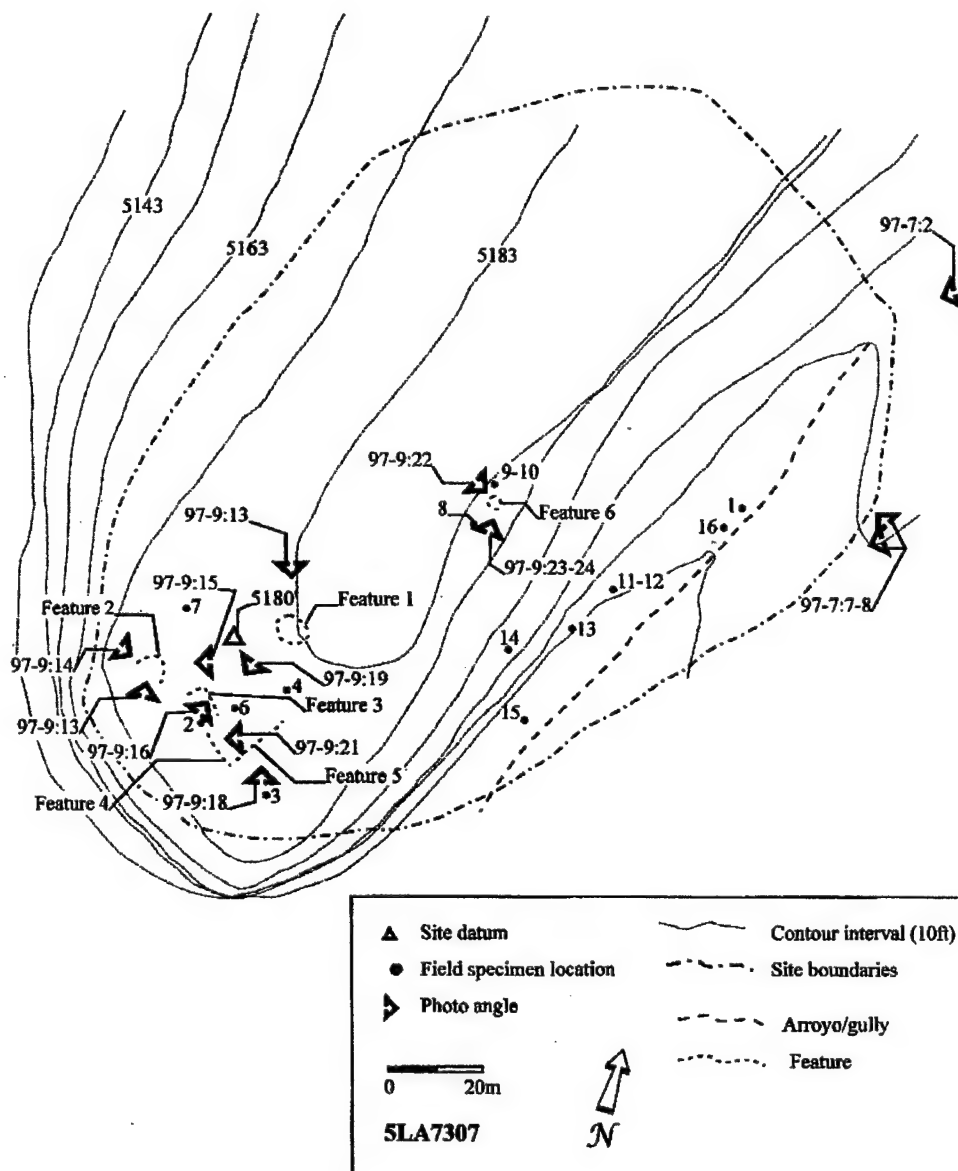 5143
5163
5183
97-7:2
97-9:22
9-10
8
Feature 6
97-9:13
97-9:23-24
1
16
97-9:15
5180
Feature 1
11-12
Feature 2
7
13
97-7:7-8
14
97-9:14
97-9:19
4
Feature 3
97-9:13
6
2
15
97-9:16
97-9:21
Feature 5
Feature 4
97-9:18
3
Site datum
Contour interval (10ft)
Field specimen location
Site boundaries
Photo angle
Arroyo/gully
Feature
0 20m
5LA7307
N